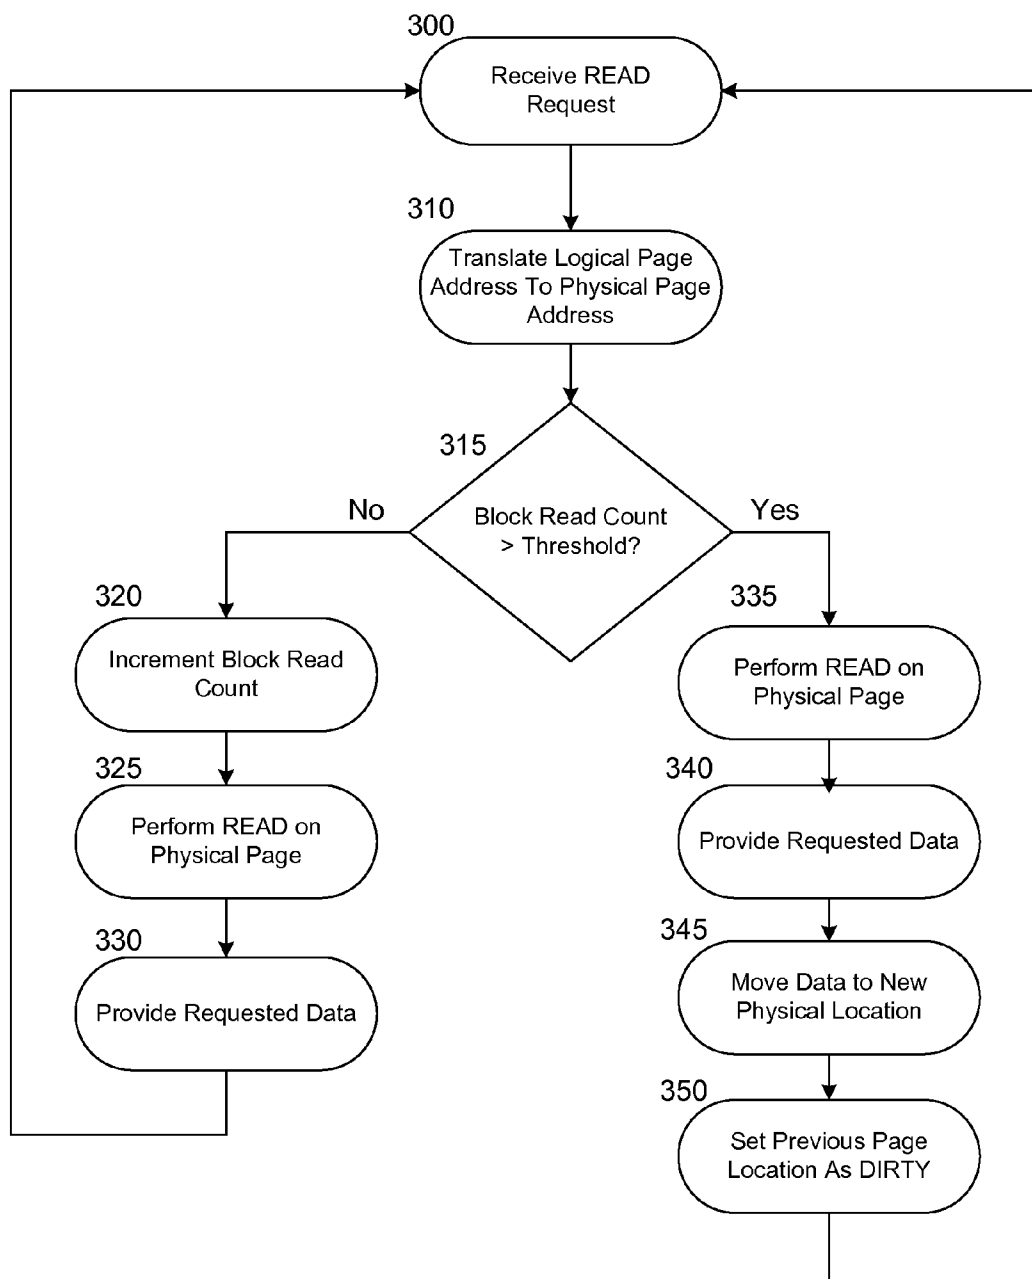 300
Receive READ
Request
310
Translate Logical Page
Address To Physical Page
Address
315
Block Read Count
> Threshold?
No
Yes
320
Increment Block Read
Count
325
Perform READ on
Physical Page
330
Provide Requested Data
335
Perform READ on
Physical Page
340
Provide Requested Data
345
Move Data to New
Physical Location
350
Set Previous Page
Location As DIRTY